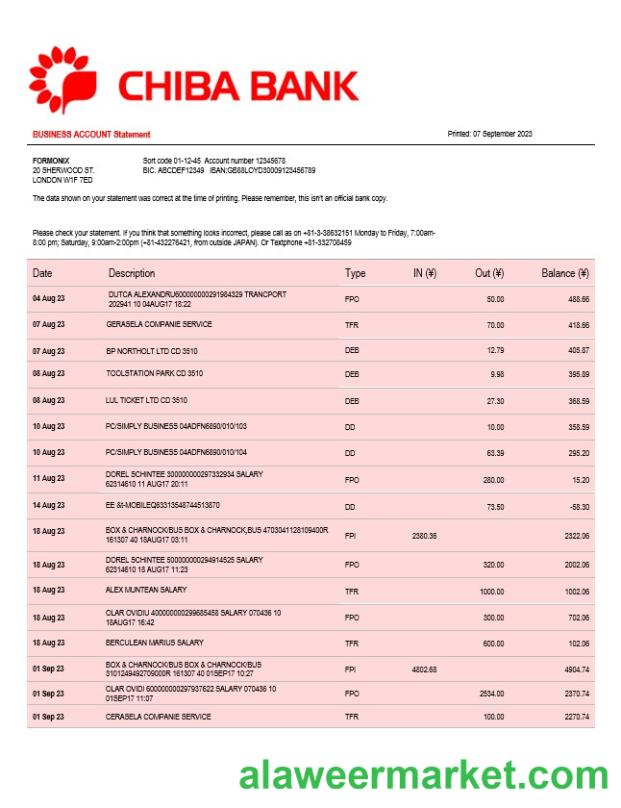 CHIBA BANK
BUSINESS ACCOUNT Statement Printed: 07 September 2023
FORMONIX Sort code 01-12-45 Account number 12345678
20 SHERWOOD ST. BIC. ABCDEF12349 IBAN:GB88LOYD30009123456789
LONDON W1F 7ED
The data shown on your statement was correct at the time of printing. Please remember, this isn't an official bank copy.
Please check your statement. If you think that something looks incorrect, please call as on +81-3-38632151 Monday to Friday, 7:00am-
8:00 pm; Saturday, 9:00am-2:00pm (+81-432276421, from outside JAPAN). Or Textphone +81-332708459
Date Description Type IN (¥) Out (¥) Balance (¥)
04 Aug 23 DUTCA ALEXANDRU600000000291984329 TRANCPORT FPO 50.00 488.66
202941 10 04AUG17 18:22
07 Aug 23 GERASELA COMPANIE SERVICE TFR 70.00 418.66
07 Aug 23 BP NORTHOLT LTD CD 3510 DEB 12.79 405.87
08 Aug 23 TOOLSTATION PARK CD 3510 DEB 9.98 395.89
08 Aug 23 LUL TICKET LTD CD 3510 DEB 27.30 368.59
10 Aug 23 PC/SIMPLY BUSINESS 04ADFN6890/010/103 DD 10.00 358.59
10 Aug 23 PC/SIMPLY BUSINESS 04ADFN6890/010/104 DD 63.39 295.20
11 Aug 23 DOREL SCHINTEE 300000000297332934 SALARY FPO 280.00 15.20
62314610 11 AUG17 20:11
14 Aug 23 EE &t-MOBILEQ63313548744513870 DD 73.50 -58.30
18 Aug 23 BOX & CHARNOCK/BUS BOX & CHARNOCK,BUS 4703041128109400R FPI 2380.36 2322.06
161307 40 18AUG17 03:11
18 Aug 23 DOREL SCHINTEE 500000000294914525 SALARY FPO 320.00 2002.06
62314610 18 AUG17 11:23
18 Aug 23 ALEX MUNTEAN SALARY TFR 1000.00 1002.06
18 Aug 23 OLAR OVIDIU 400000000299685458 SALARY 070436 10 FPO 300.00 702.06
18AUG17 16:42
18 Aug 23 BERCULEAN MARIUS SALARY TFR 600.00 102.06
01 Sep 23 BOX & CHARNOCK/BUS BOX & CHARNOCK/BUS FPI 4802.68 4904.74
3101249492709000R 161307 40 01SEP17 10:27
01 Sep 23 OLAR OVIDI 600000000297937622 SALARY 070436 10 FPO 2534.00 2370.74
01SEP17 11:07
01 Sep 23 CERASELA COMPANIE SERVICE TFR 100.00 2270.74
alaweermarket.com